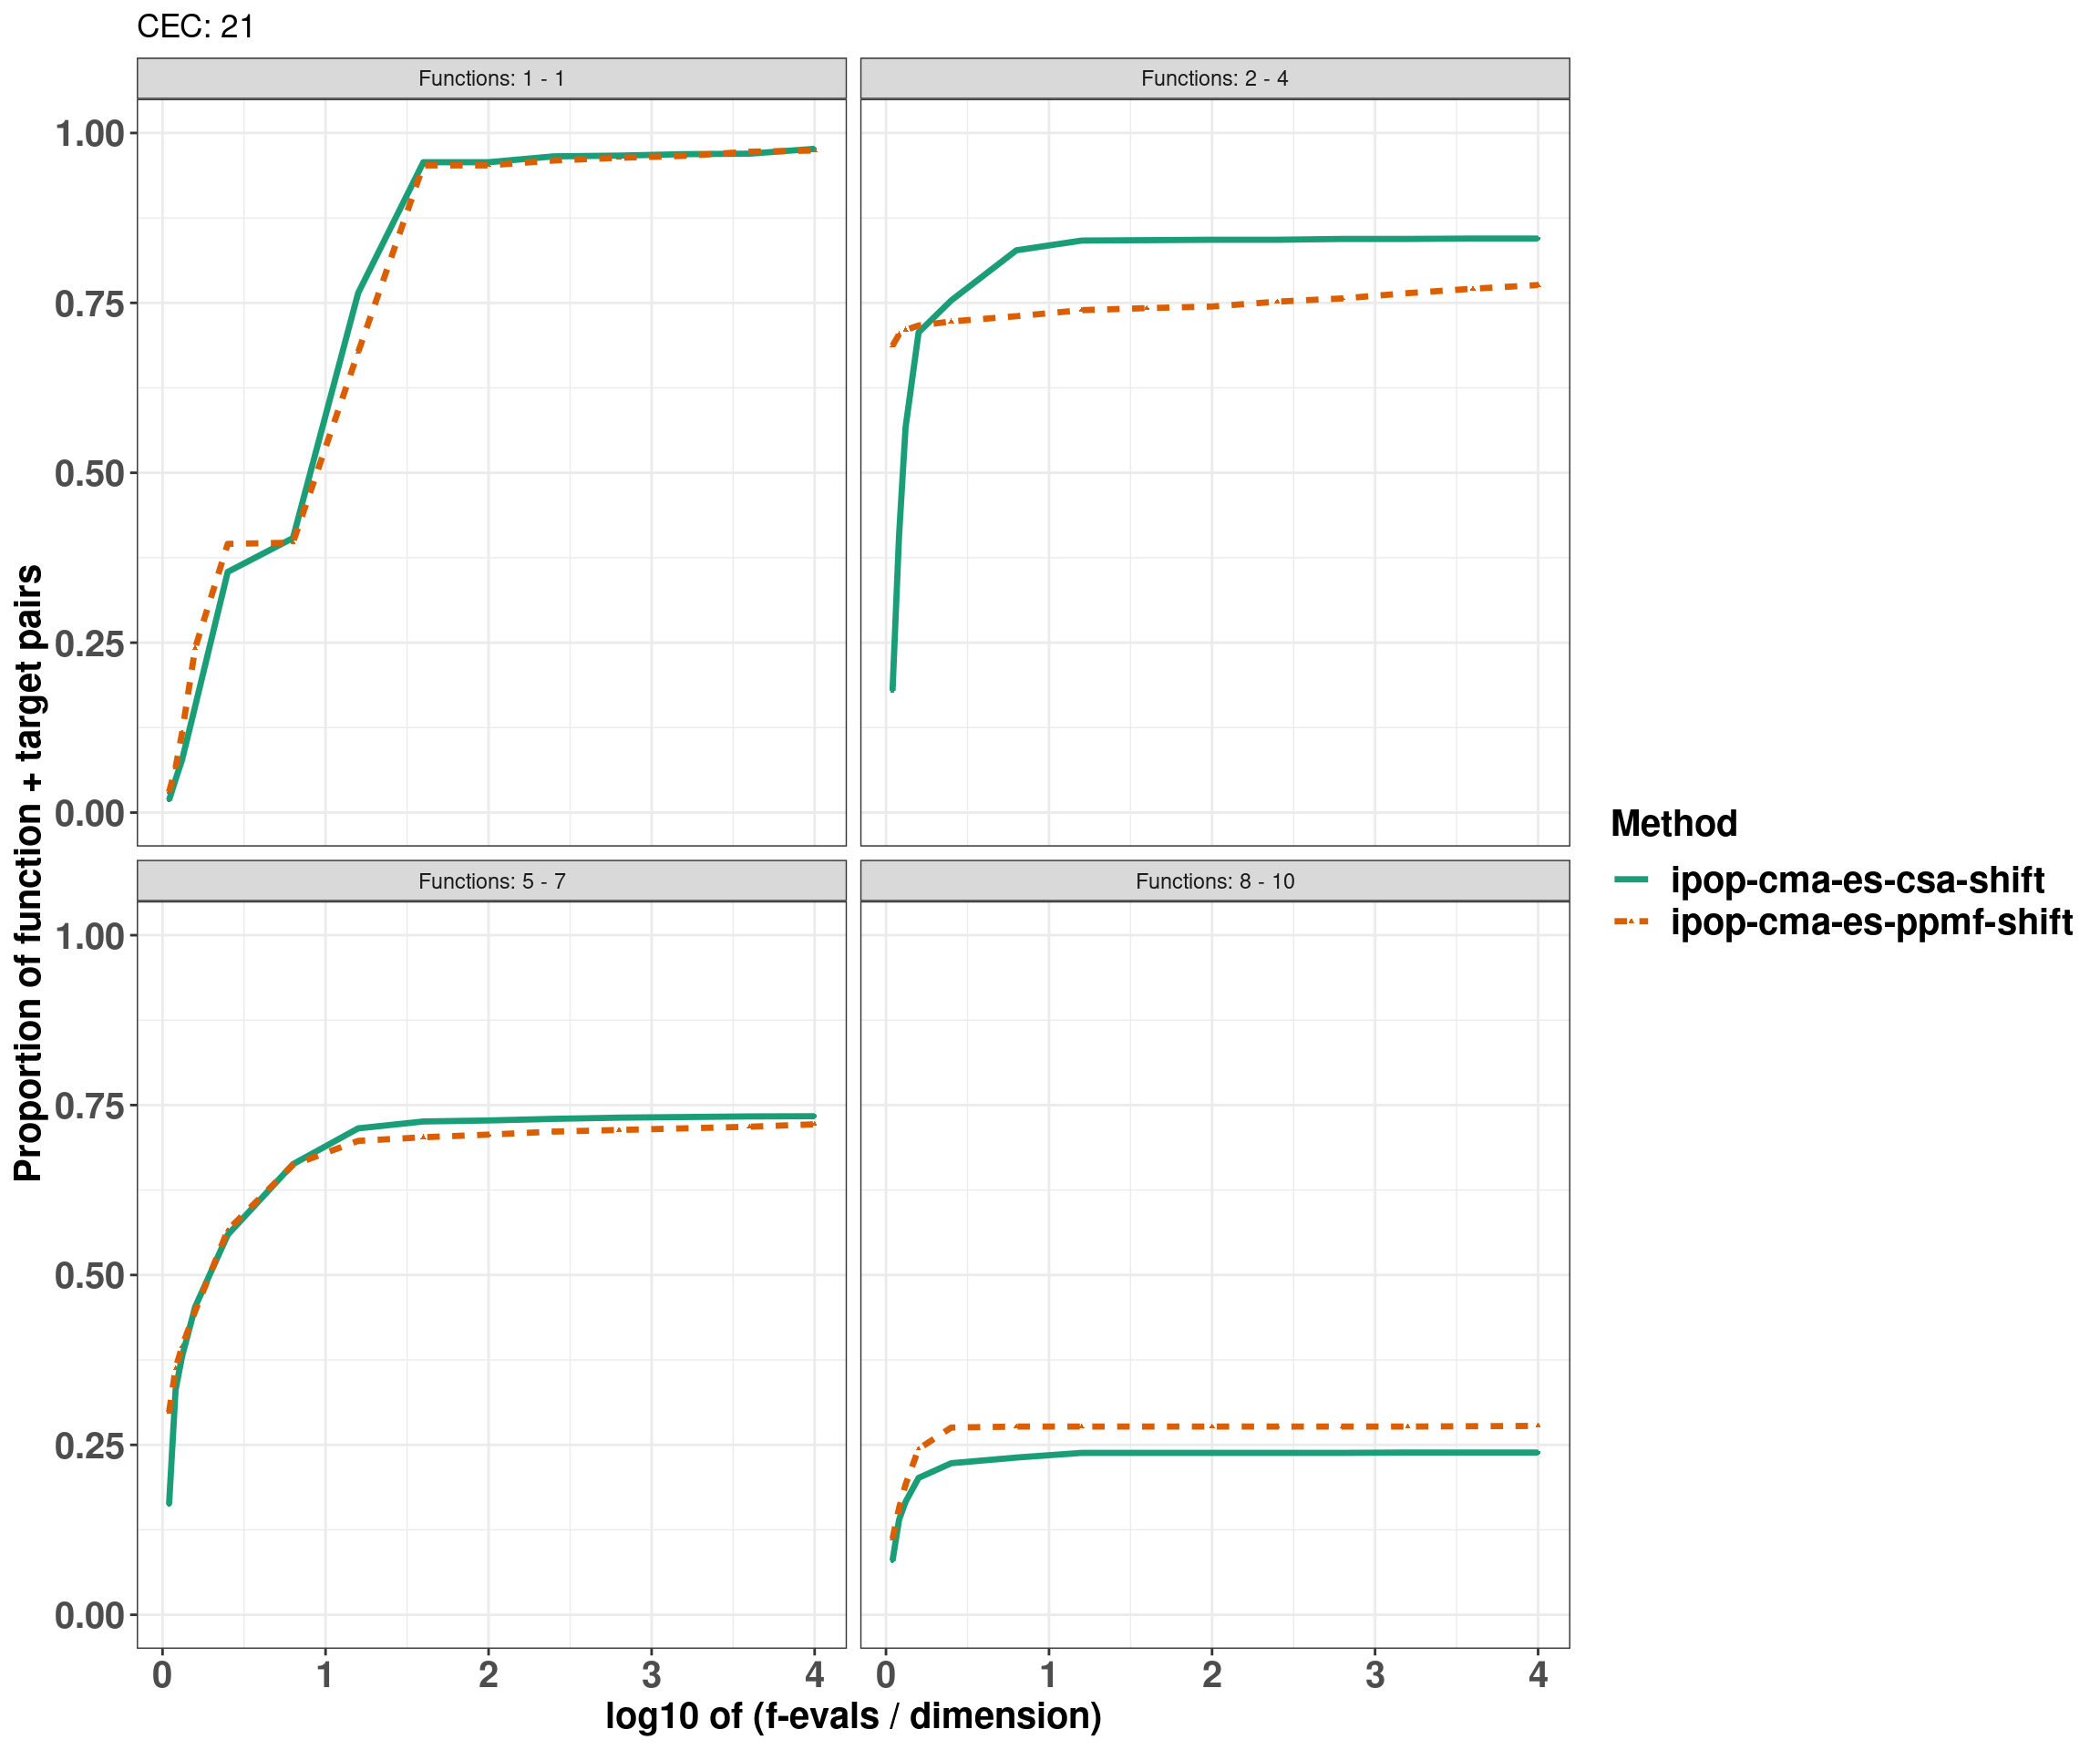 CEC: 21
Functions: 1 - 1
Functions: 2 - 4
1.00
0.75
0.50
0.25
0.00
Functions: 5 - 7
Functions: 8 - 10
1.00
0.75
0.50
0.25
0.00
0 1 2 3 4
0 1 2 3 4
log10 of (f-evals / dimension)
Proportion of function + target pairs
Method
ipop-cma-es-csa-shift
ipop-cma-es-ppmf-shift